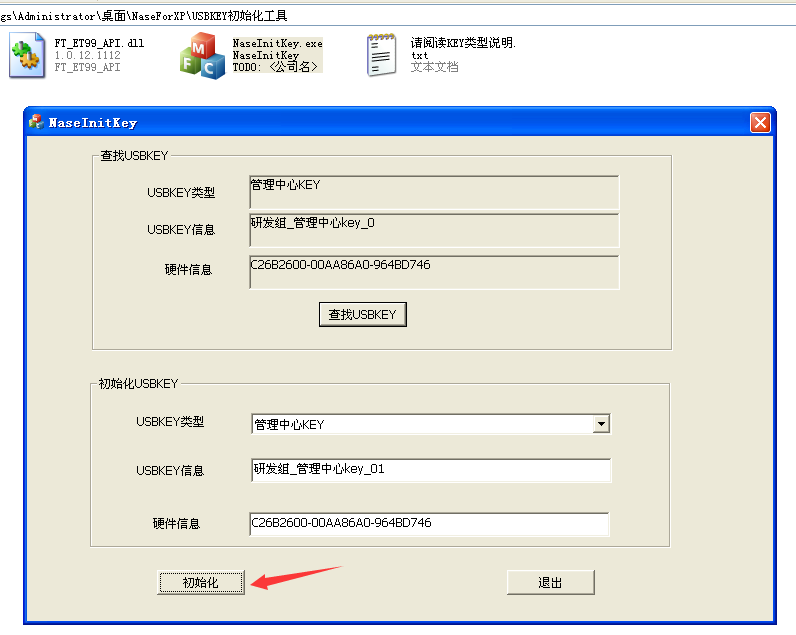 gs\Administrator\桌面\NaseForXP\USBKEY初始化工具
FT_ET99_API.dll
1.0.12.1112
FT_ET99_API
NaseInitKey.exe
NaseInitKey
TODO: <公司名>
请阅读KEY类型说明.
txt
文本文档
NaseInitKey
查找USBKEY
USBKEY类型
管理中心KEY
USBKEY信息
研发组_管理中心key_0
硬件信息
C26B2600-00AA86A0-964BD746
查找USBKEY
初始化USBKEY
USBKEY类型
管理中心KEY
USBKEY信息
研发组_管理中心key_01
硬件信息
C26B2600-00AA86A0-964BD746
初始化
退出